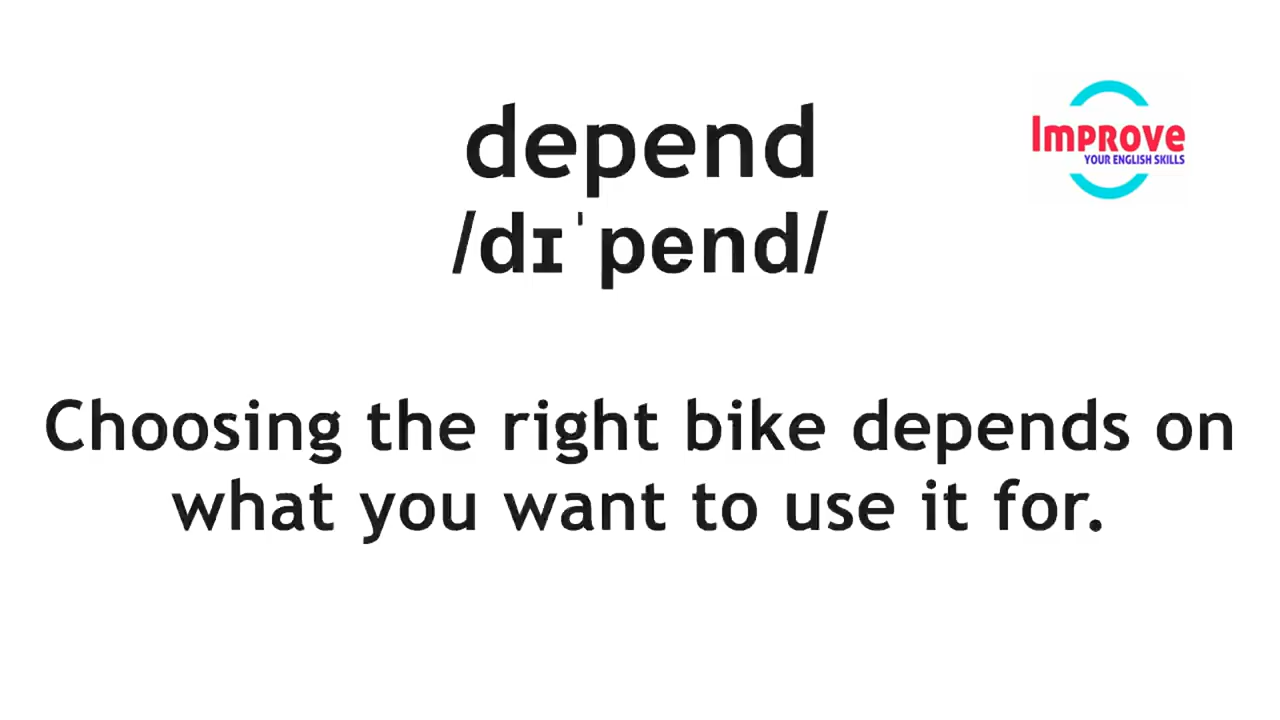 depend
Improve
YOUR ENGLISH SKILLS
/dɪˈpend/
Choosing the right bike depends on
what you want to use it for.